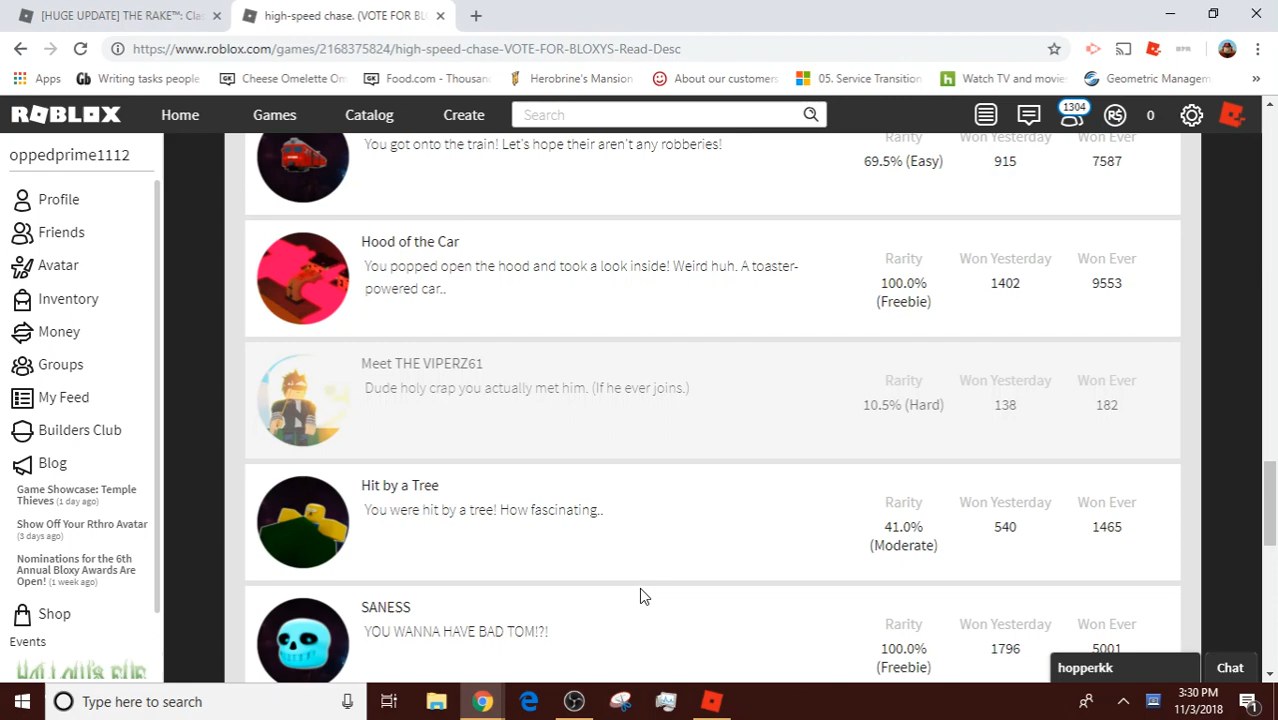 [HUGE UPDATE] THE RAKE™: Cla
high-speed chase. (VOTE FOR BL
https://www.roblox.com/games/2168375824/high-speed-chase-VOTE-FOR-BLOXYS-Read-Desc
Apps
Writing tasks people
Cheese Omelette Om
Food.com - Thousan
Herobrine's Mansion
About our customers
05. Service Transition
Watch TV and movie
Geometric Managem
ROBLOX
Home
Games
Catalog
Create
Search
1304
0
oppedprime1112
Profile
Friends
Avatar
Inventory
Money
Groups
My Feed
Builders Club
Blog
Game Showcase: Temple
Thieves (1 day ago)
Show Off Your Rthro Avatar
(3 days ago)
Nominations for the 6th
Annual Bloxy Awards Are
Open! (1 week ago)
Shop
Events
You got onto the train! Let's hope their aren't any robberies!
Rarity Won Yesterday Won Ever
69.5% (Easy) 915 7587
Hood of the Car
You popped open the hood and took a look inside! Weird huh. A toaster-
powered car..
Rarity Won Yesterday Won Ever
100.0% 1402 9553
(Freebie)
Meet THE VIPERZ61
Dude holy crap you actually met him. (If he ever joins.)
Rarity Won Yesterday Won Ever
10.5% (Hard) 138 182
Hit by a Tree
You were hit by a tree! How fascinating..
Rarity Won Yesterday Won Ever
41.0% 540 1465
(Moderate)
SANESS
YOU WANNA HAVE BAD TOM!?!
Rarity Won Yesterday Won Ever
100.0% 1796 5001
(Freebie)
hopperkk
Chat
Type here to search
3:30 PM
11/3/2018
1